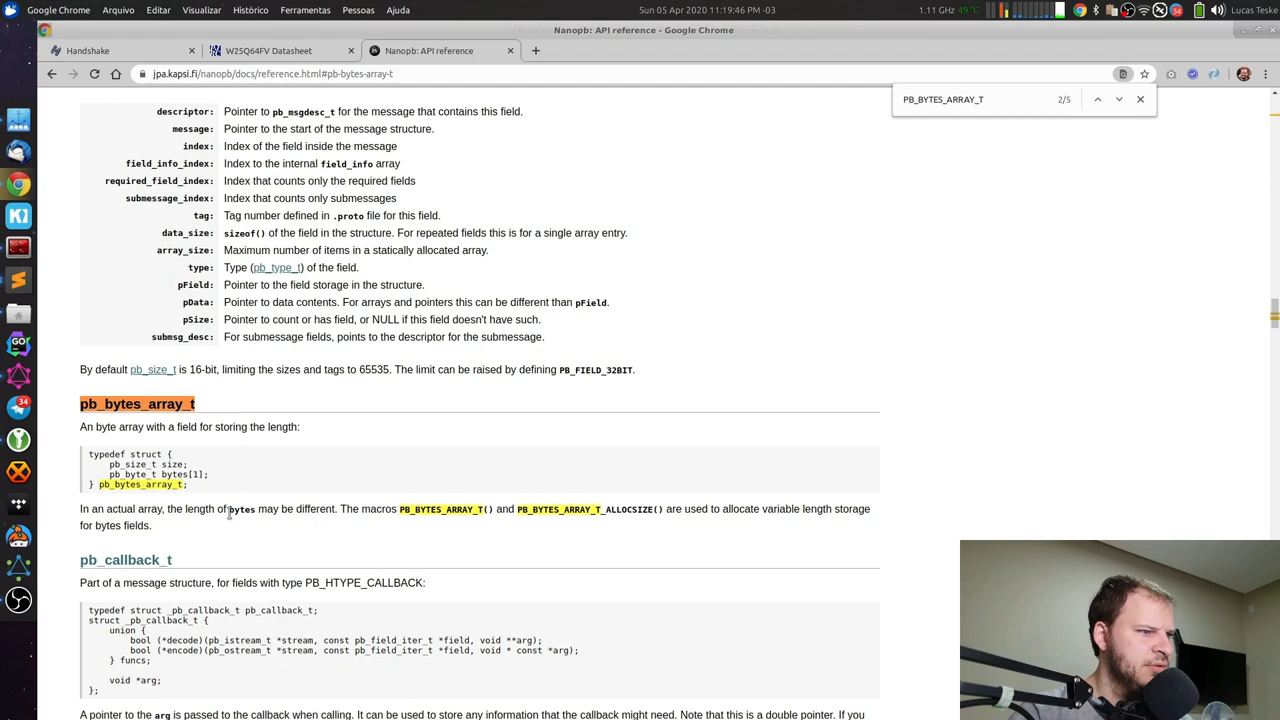 Google Chrome Arquivo Editar Visualizar Histórico Ferramentas Pessoas Ajuda Sun 05 Apr 2020 11:19:46 PM -03 1.11 GHz 49°C 34 Lucas Teske
Nanopb: API reference - Google Chrome
Handshake W25Q64FV Datasheet Nanopb: API reference
jpa.kapsi.fi/nanopb/docs/reference.html#pb-bytes-array-t
PB_BYTES_ARRAY_T 2/5
descriptor: Pointer to pb_msgdesc_t for the message that contains this field.
message: Pointer to the start of the message structure.
index: Index of the field inside the message
field_info_index: Index to the internal field_info array
required_field_index: Index that counts only the required fields
submessage_index: Index that counts only submessages
tag: Tag number defined in .proto file for this field.
data_size: sizeof() of the field in the structure. For repeated fields this is for a single array entry.
array_size: Maximum number of items in a statically allocated array.
type: Type (pb_type_t) of the field.
pField: Pointer to the field storage in the structure.
pData: Pointer to data contents. For arrays and pointers this can be different than pField.
pSize: Pointer to count or has field, or NULL if this field doesn't have such.
submsg_desc: For submessage fields, points to the descriptor for the submessage.
By default pb_size_t is 16-bit, limiting the sizes and tags to 65535. The limit can be raised by defining PB_FIELD_32BIT.
pb_bytes_array_t
An byte array with a field for storing the length:
typedef struct {
pb_size_t size;
pb_byte_t bytes[1];
} pb_bytes_array_t;
In an actual array, the length of bytes may be different. The macros PB_BYTES_ARRAY_T() and PB_BYTES_ARRAY_T_ALLOCSIZE() are used to allocate variable length storage
for bytes fields.
pb_callback_t
Part of a message structure, for fields with type PB_HTYPE_CALLBACK:
typedef struct _pb_callback_t pb_callback_t;
struct _pb_callback_t {
union {
bool (*decode)(pb_istream_t *stream, const pb_field_iter_t *field, void **arg);
bool (*encode)(pb_ostream_t *stream, const pb_field_iter_t *field, void * const *arg);
} funcs;
void *arg;
};
A pointer to the arg is passed to the callback when calling. It can be used to store any information that the callback might need. Note that this is a double pointer. If you
GO
34